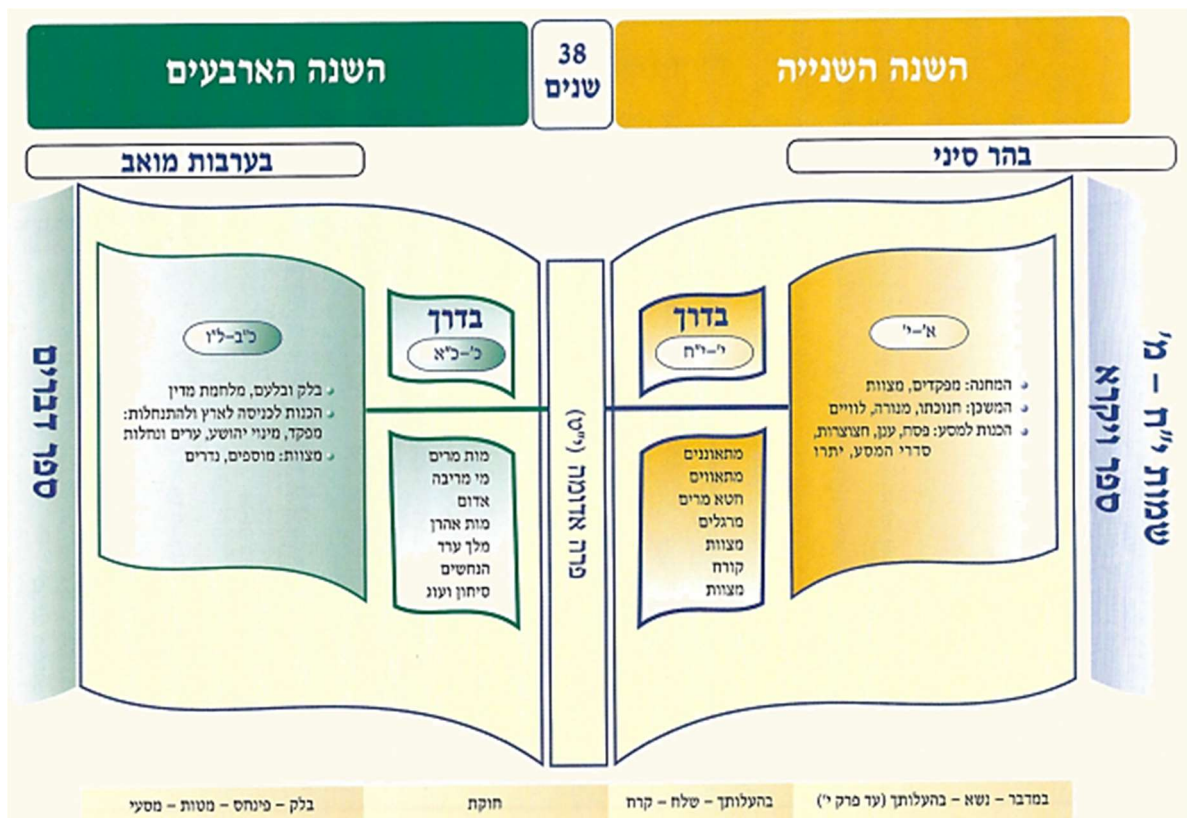 השנה השנייה
38
שנים
השנה הארבעים
בהר סיני
בערבות מואב
שמות י"ח – מ'
ספר ויקרא
א'–י'
המחנה: מפקדים, מצוות
המשכן: חנוכתו, מנורה, לוויים
הכנות למסע: פסח, ענן, חצוצרות,
סדרי המסע, יתרו
בדרך
י'–י"ח
מתאוננים
מתאווים
חטא מרים
מרגלים
מצוות
קורח
מצוות
פרה אדומה (י"ט)
בדרך
כ'–כ"א
מות מרים
מי מריבה
אדום
מות אהרן
מלך ערד
הנחשים
סיחון ועוג
כ"ב–ל"ו
בלק ובלעם, מלחמת מדין
הכנות לכניסה לארץ ולהתנחלות:
מפקד, מינוי יהושע, ערים ונחלות
מצוות: מוספים, נדרים
ספר דברים
במדבר – נשא – בהעלותך (עד פרק י')
בהעלותך – שלח – קרח
חוקת
בלק – פינחס – מטות – מסעי